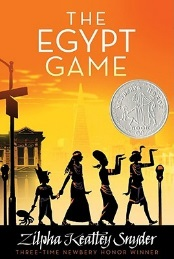 THE
EGYPT
GAME
Zilpha Keatley Snyder
THREE-TIME NEWBERY HONOR WINNER